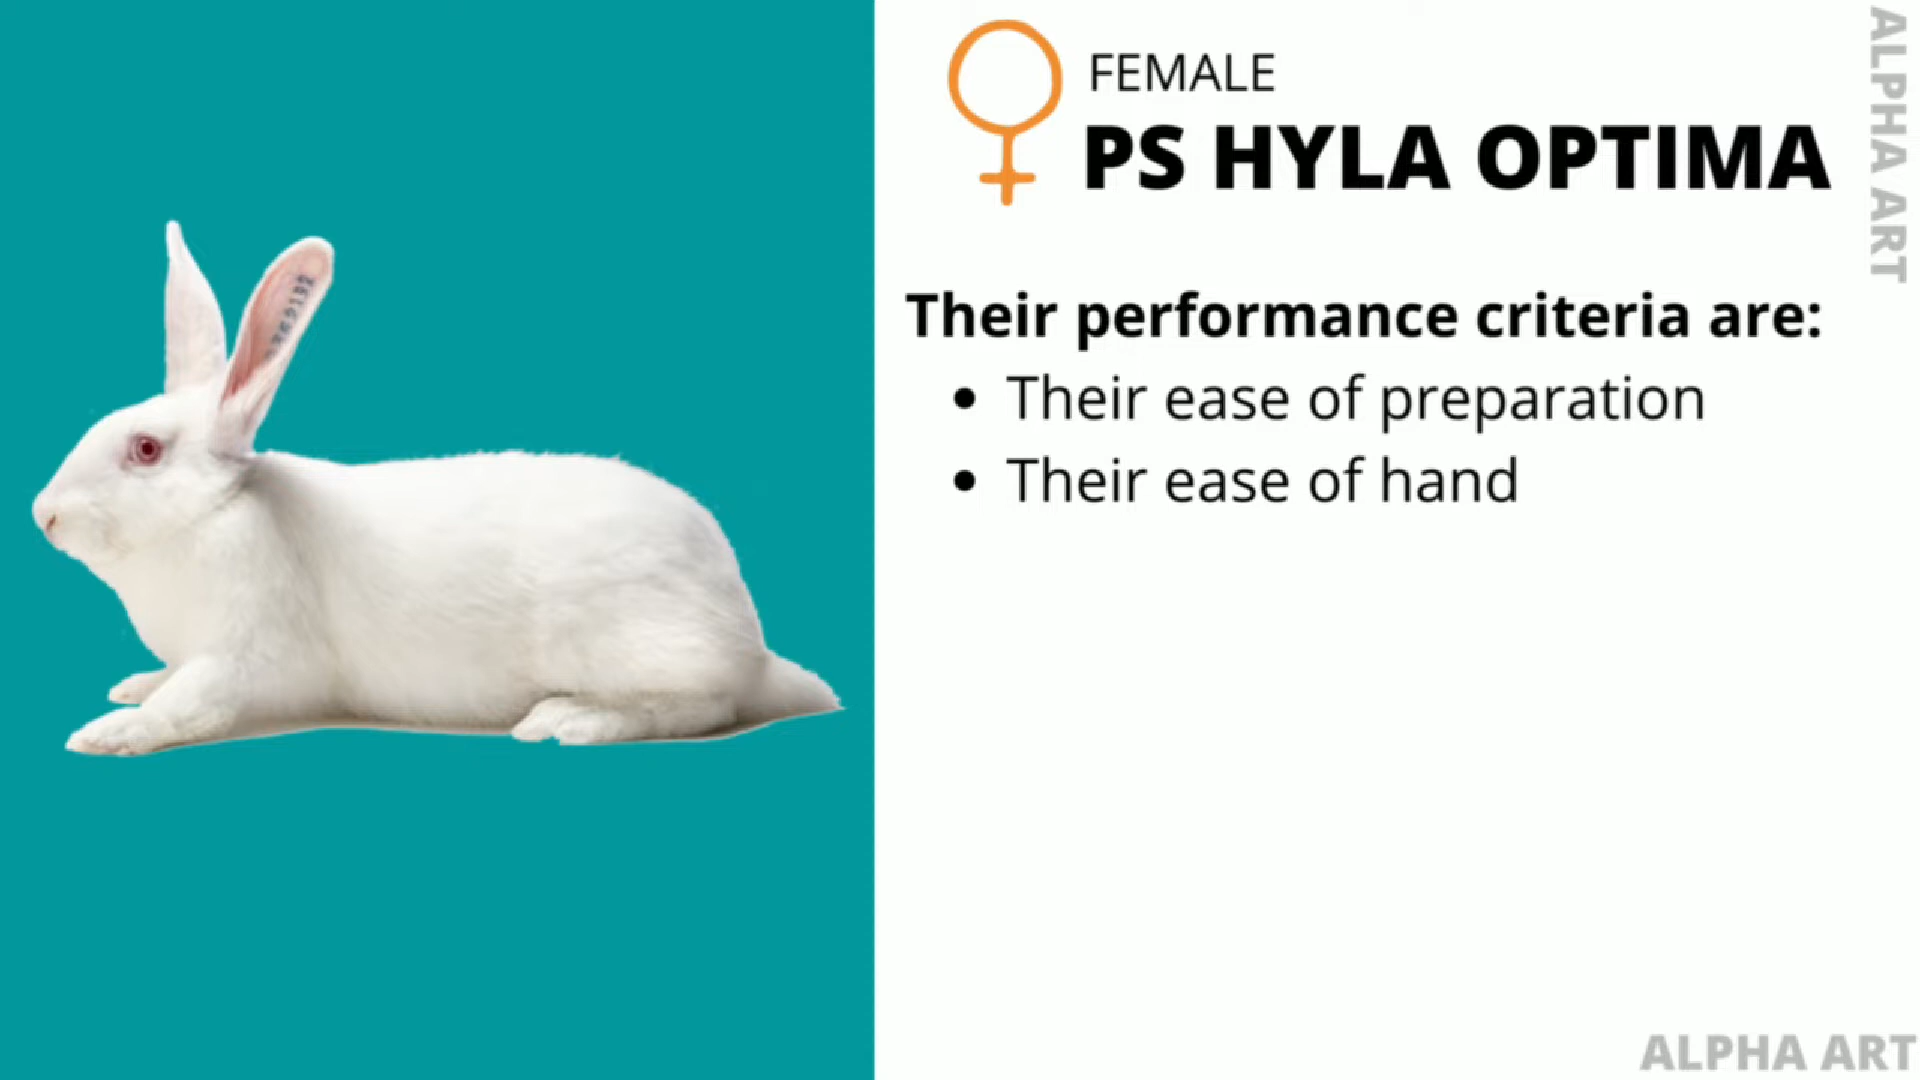 FEMALE
PS HYLA OPTIMA
Their performance criteria are:
• Their ease of preparation
• Their ease of hand
ALPHA ART
ALPHA ART